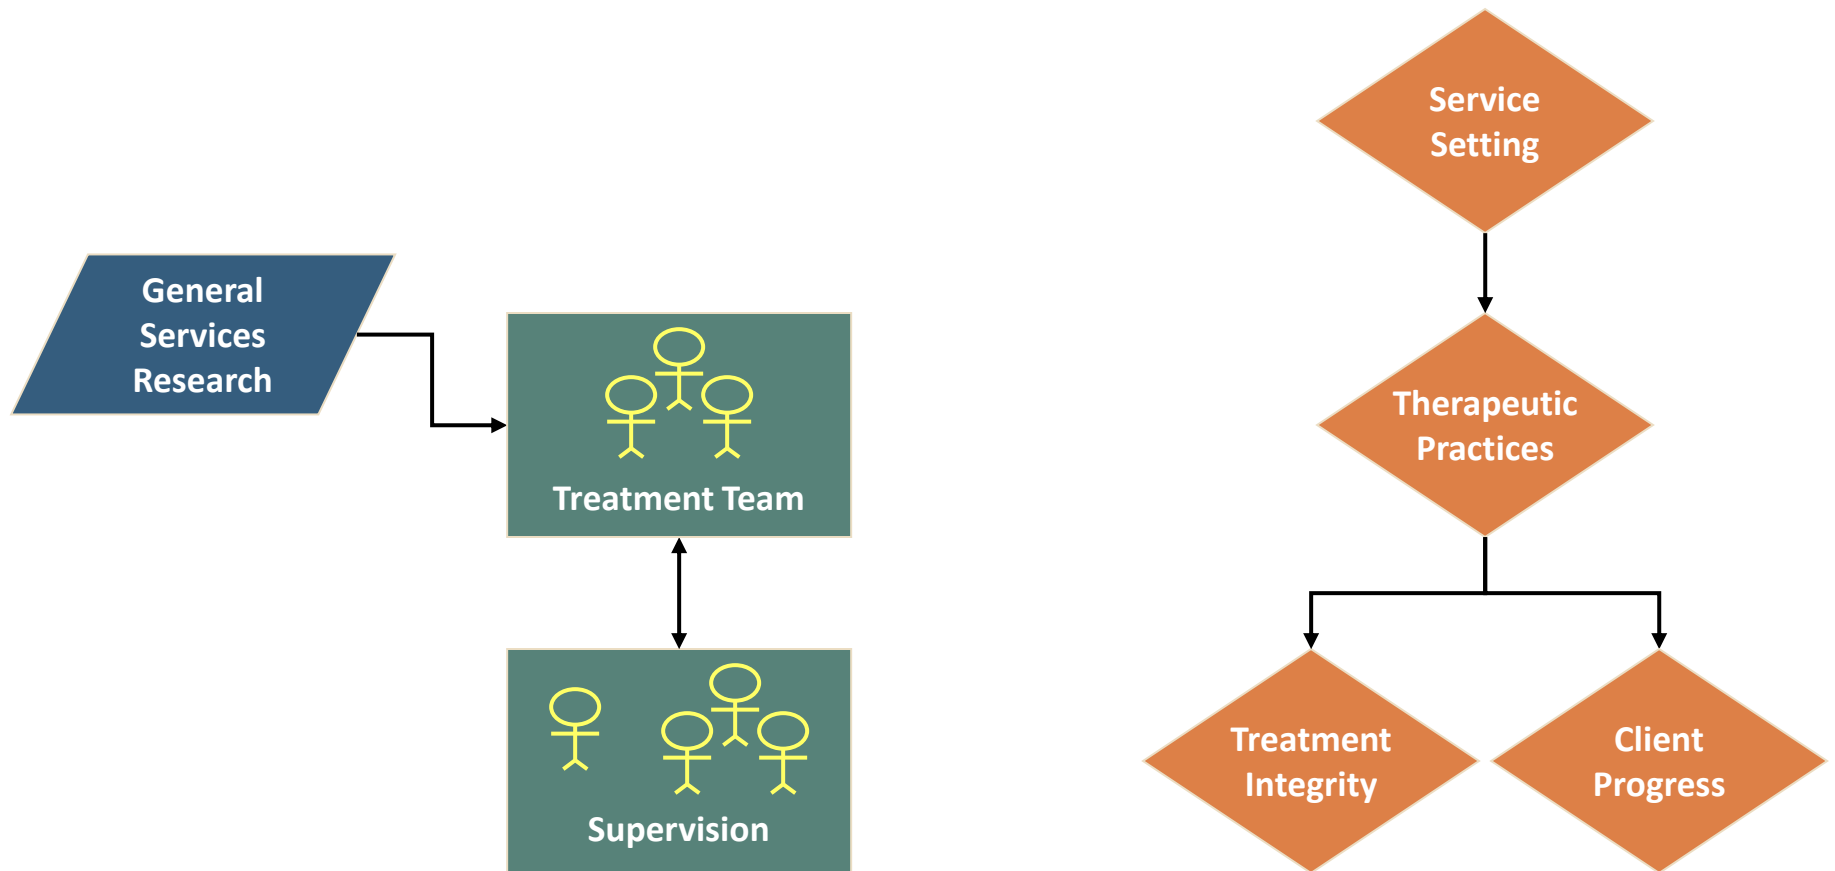 Service
Setting
General
Services
Research
Therapeutic
Practices
Treatment Team
Treatment
Integrity
Client
Progress
Supervision